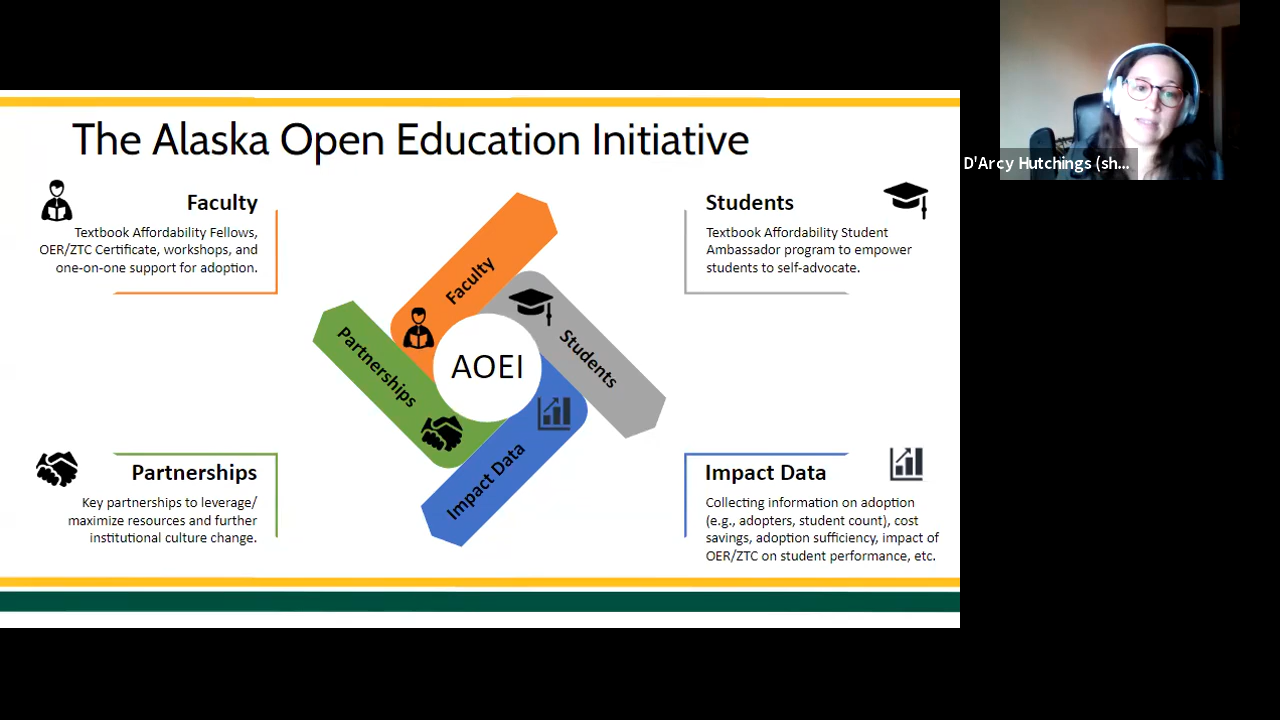 The Alaska Open Education Initiative
Faculty
Textbook Affordability Fellows,
OER/ZTC Certificate, workshops, and
one-on-one support for adoption.
Students
Textbook Affordability Student
Ambassador program to empower
students to self-advocate.
Faculty
Students
Partnerships
AOEI
Impact Data
Partnerships
Key partnerships to leverage/
maximize resources and further
institutional culture change.
Impact Data
Collecting information on adoption
(e.g., adopters, student count), cost
savings, adoption sufficiency, impact of
OER/ZTC on student performance, etc.
D'Arcy Hutchings (sh...